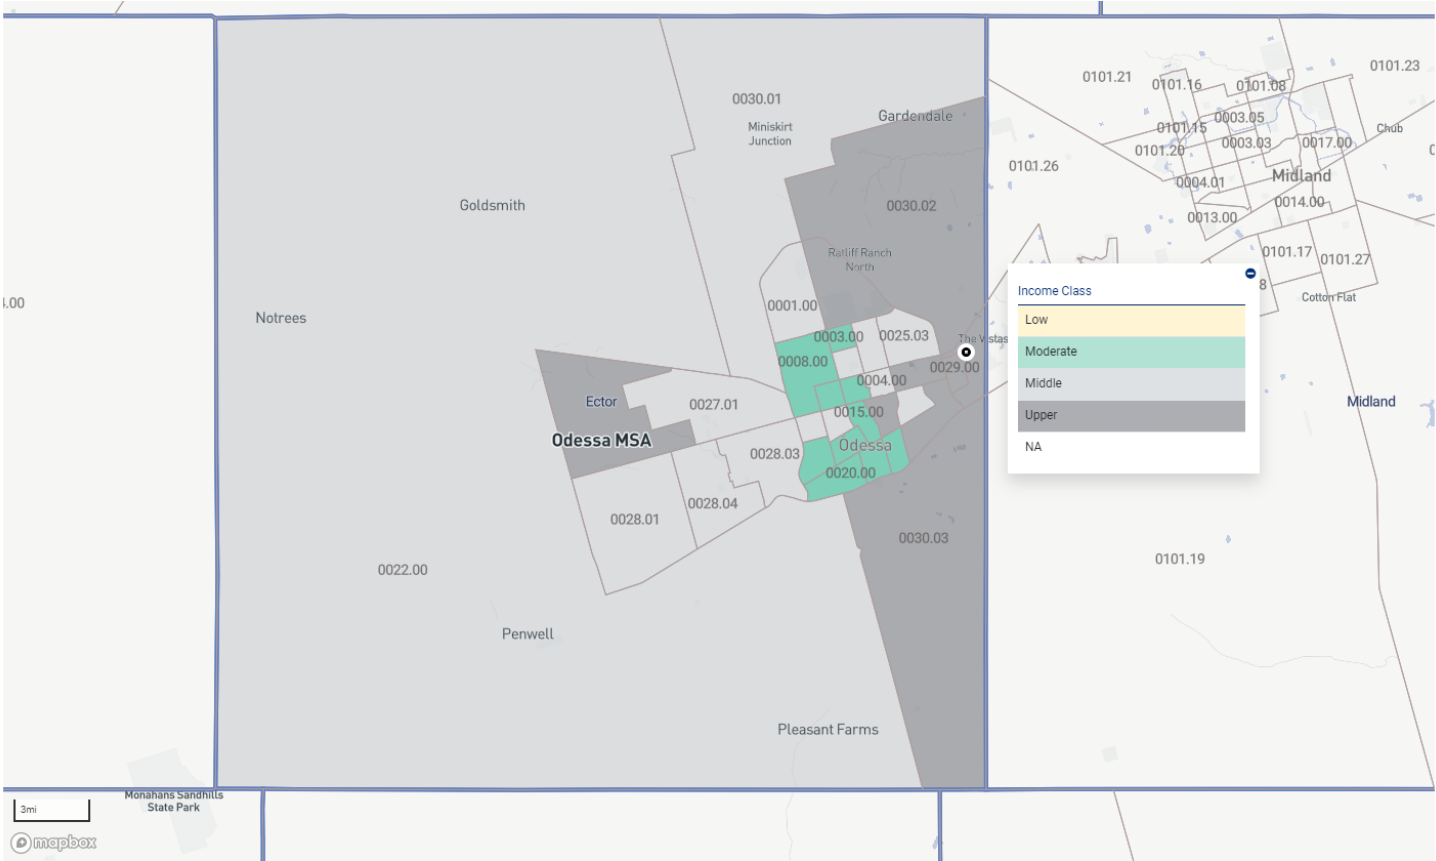 0101.23
0101.21
0101.16
0101.08
0030.01
Gardendale
0003.05
Miniskirt
Junction
0101.15
Chub
0101.20
0003.03
0017.00
0101.26
Midland
0004.01
Goldsmith
0030.02
0014.00
0013.00
Ratliff Ranch
North
0101.17
0101.27
8
Income Class
Low
Moderate
Middle
Upper
NA
Cotton Flat
4.00
0001.00
Notrees
0003.00
0025.03
The Vistas
0008.00
0029.00
0004.00
Ector
0027.01
Midland
0015.00
Odessa MSA
Odessa
0028.03
0020.00
0028.04
0028.01
0030.03
0101.19
0022.00
Penwell
Pleasant Farms
Monahans Sandhills
State Park
3mi
mapbox